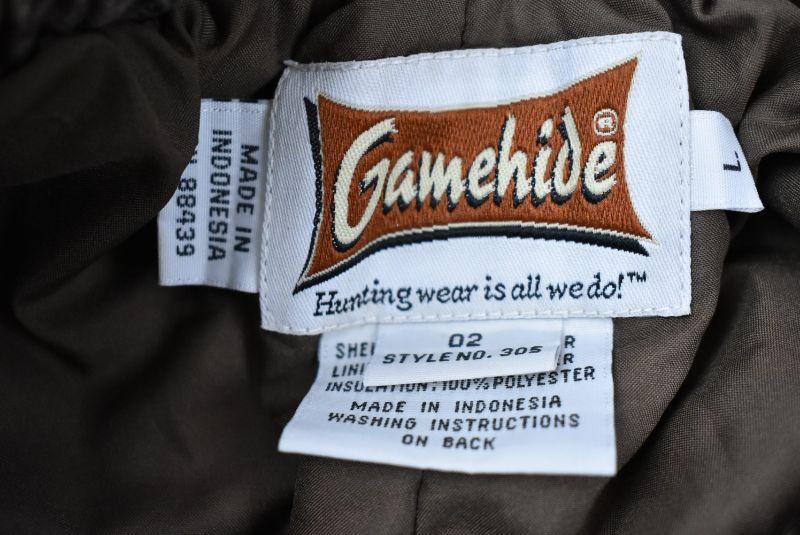 Gamehide®
Hunting wear is all we do!™
MADE IN
INDONESIA
88439
L
02
STYLE NO. 305
INSULATION: 100% POLYESTER
MADE IN INDONESIA
WASHING INSTRUCTIONS
ON BACK